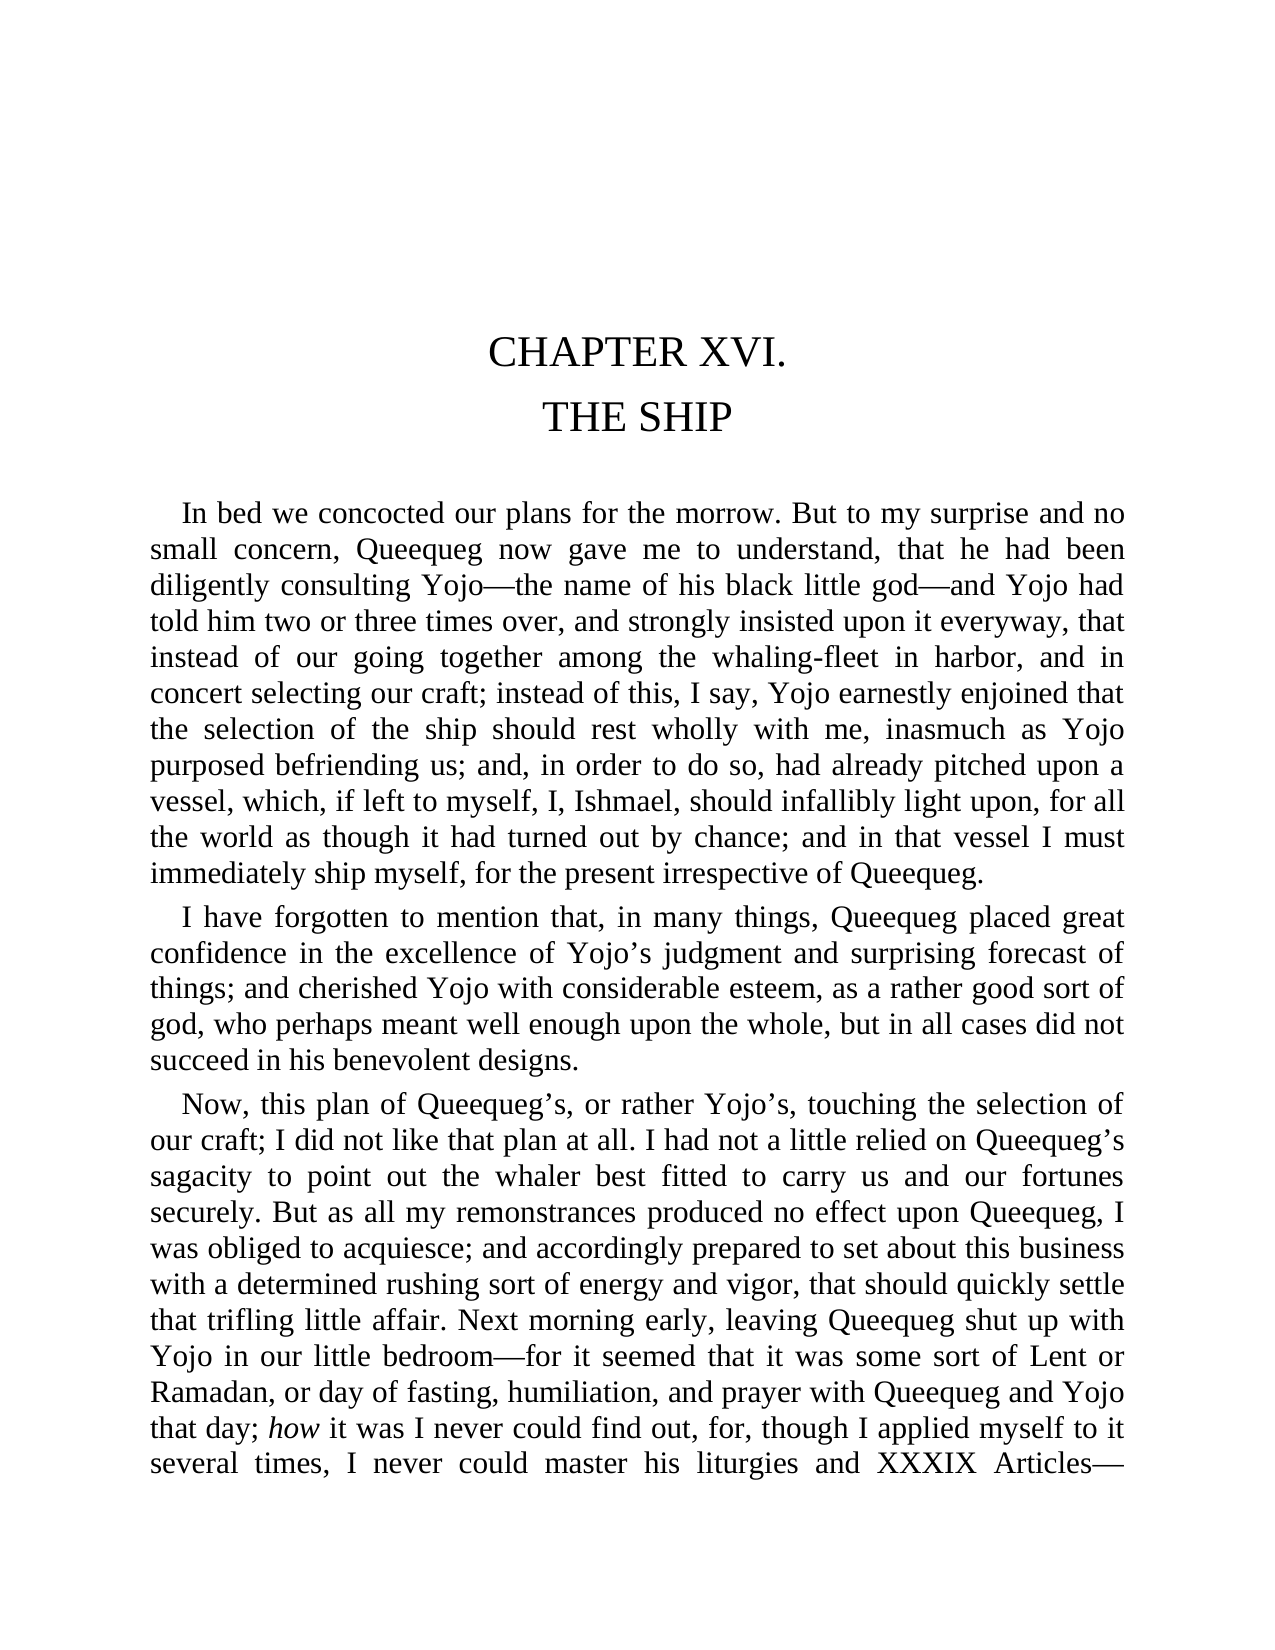 CHAPTER XVI.
THE SHIP
In bed we concocted our plans for the morrow. But to my surprise and no
small concern, Queequeg now gave me to understand, that he had been
diligently consulting Yojo—the name of his black little god—and Yojo had
told him two or three times over, and strongly insisted upon it everyway, that
instead of our going together among the whaling-fleet in harbor, and in
concert selecting our craft; instead of this, I say, Yojo earnestly enjoined that
the selection of the ship should rest wholly with me, inasmuch as Yojo
purposed befriending us; and, in order to do so, had already pitched upon a
vessel, which, if left to myself, I, Ishmael, should infallibly light upon, for all
the world as though it had turned out by chance; and in that vessel I must
immediately ship myself, for the present irrespective of Queequeg.
I have forgotten to mention that, in many things, Queequeg placed great
confidence in the excellence of Yojo’s judgment and surprising forecast of
things; and cherished Yojo with considerable esteem, as a rather good sort of
god, who perhaps meant well enough upon the whole, but in all cases did not
succeed in his benevolent designs.
Now, this plan of Queequeg’s, or rather Yojo’s, touching the selection of
our craft; I did not like that plan at all. I had not a little relied on Queequeg’s
sagacity to point out the whaler best fitted to carry us and our fortunes
securely. But as all my remonstrances produced no effect upon Queequeg, I
was obliged to acquiesce; and accordingly prepared to set about this business
with a determined rushing sort of energy and vigor, that should quickly settle
that trifling little affair. Next morning early, leaving Queequeg shut up with
Yojo in our little bedroom—for it seemed that it was some sort of Lent or
Ramadan, or day of fasting, humiliation, and prayer with Queequeg and Yojo
that day; how it was I never could find out, for, though I applied myself to it
several times, I never could master his liturgies and XXXIX Articles—